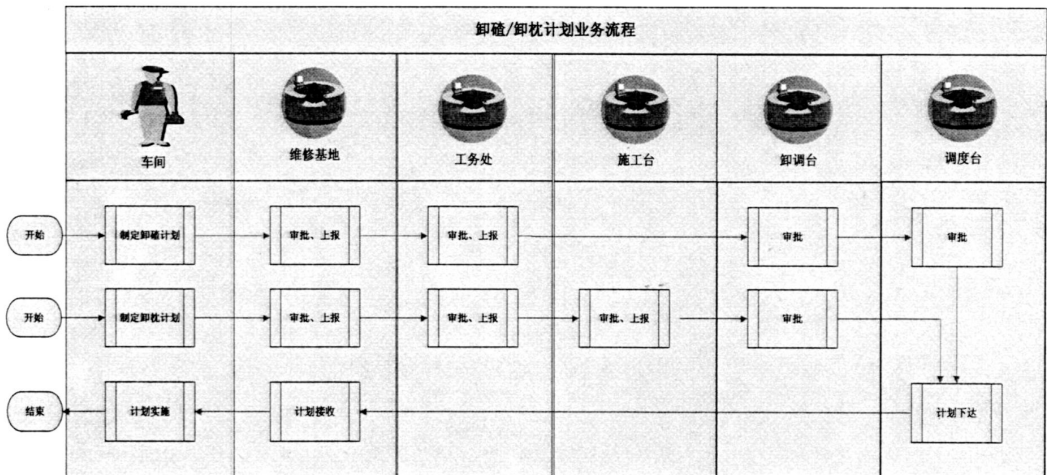 卸碴/卸枕计划业务流程
车间
维修基地
工务处
施工台
卸调台
调度台
开始
制定卸碴计划
审批、上报
审批、上报
审批
审批
开始
制定卸枕计划
审批、上报
审批、上报
审批、上报
审批
结束
计划实施
计划接收
计划下达